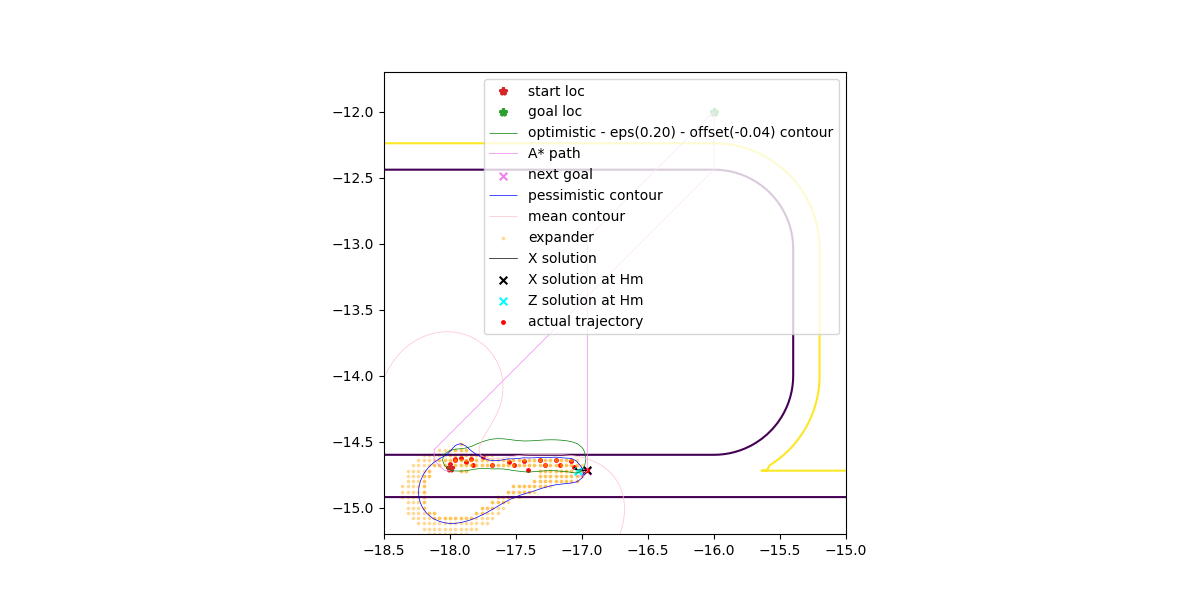 start loc
goal loc
optimistic - eps(0.20) - offset(-0.04) contour
A* path
next goal
pessimistic contour
mean contour
expander
X solution
X solution at Hm
Z solution at Hm
actual trajectory
−12.0
−12.5
−13.0
−13.5
−14.0
−14.5
−15.0
−18.5 −18.0 −17.5 −17.0 −16.5 −16.0 −15.5 −15.0